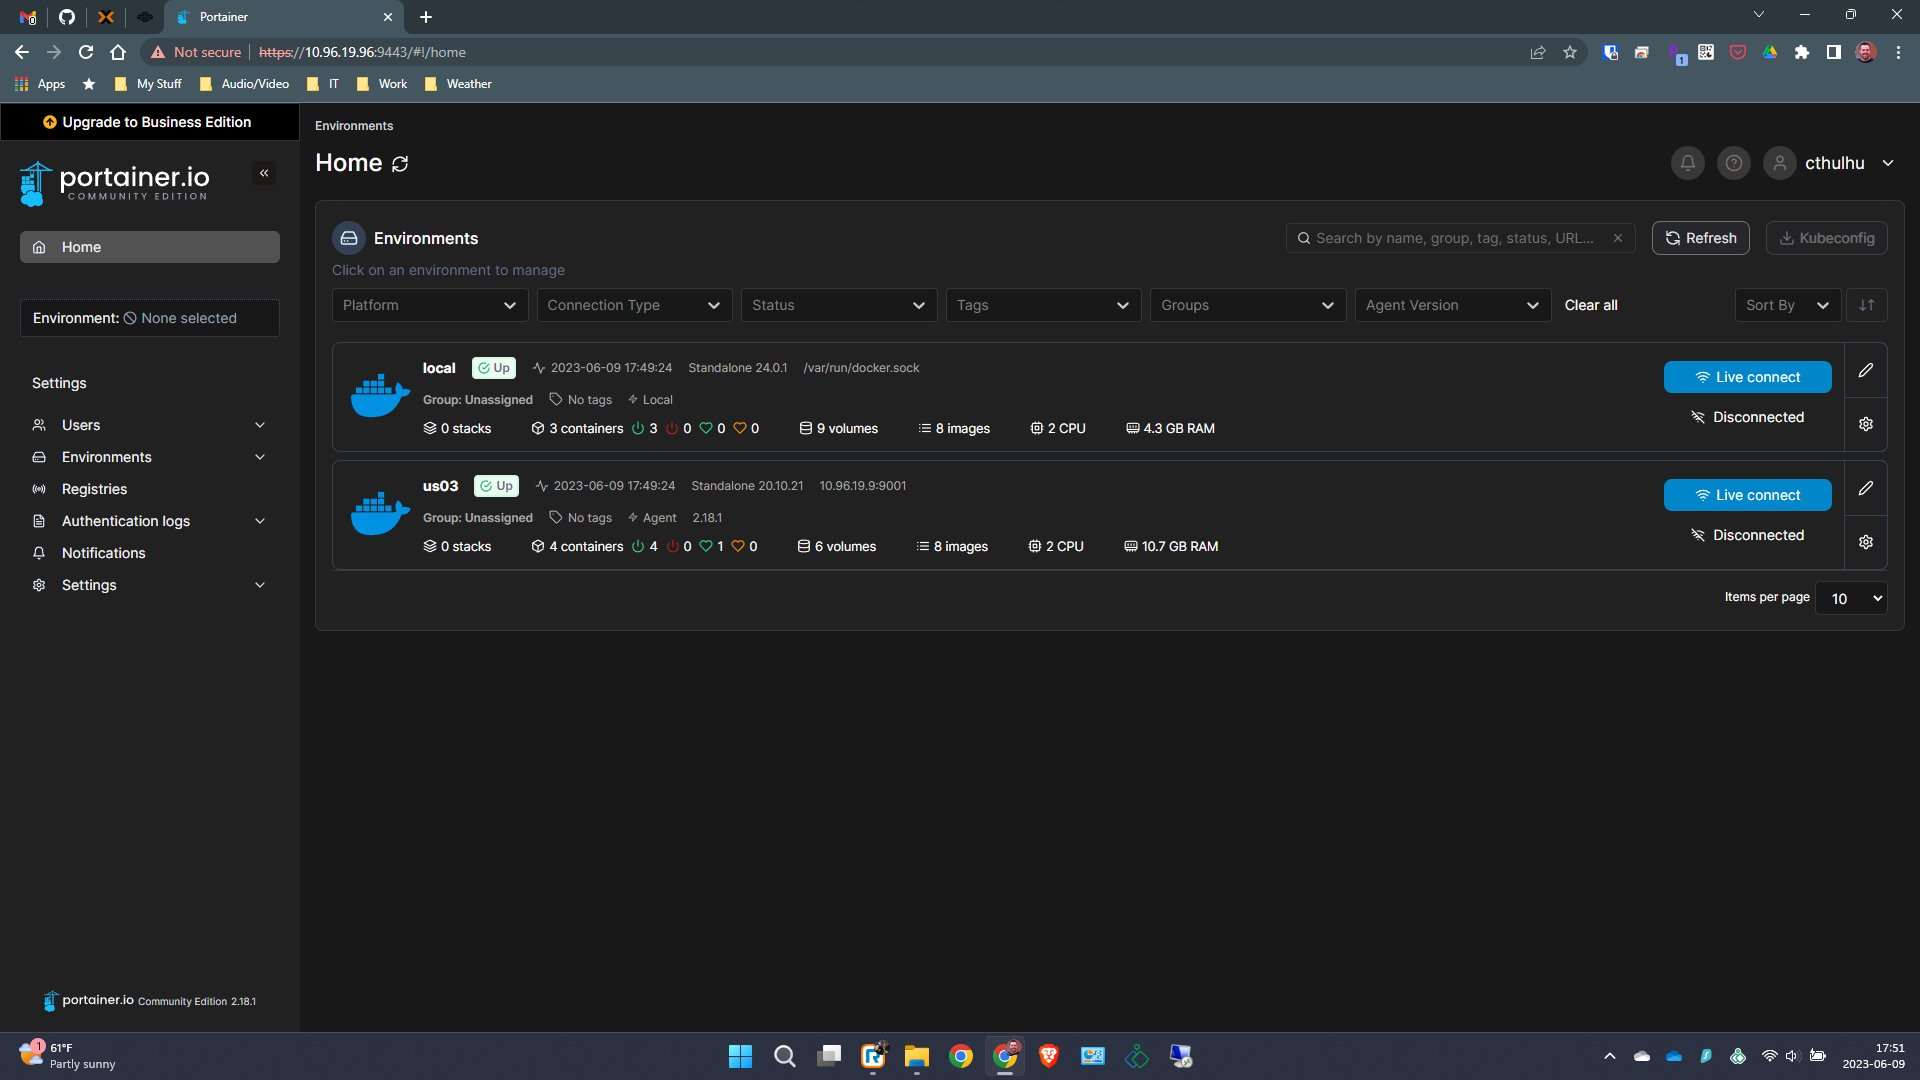 Portainer
Not secure https://10.96.19.96:9443/#!/home
1
Apps My Stuff Audio/Video IT Work Weather
Upgrade to Business Edition
portainer.io
COMMUNITY EDITION
Home
Environment: None selected
Settings
Users
Environments
Registries
Authentication logs
Notifications
Settings
portainer.io Community Edition 2.18.1
Environments
Home
cthulhu
Environments
Search by name, group, tag, status, URL...
Refresh
Kubeconfig
Click on an environment to manage
Platform Connection Type Status Tags Groups Agent Version Clear all Sort By
local Up 2023-06-09 17:49:24 Standalone 24.0.1 /var/run/docker.sock
Group: Unassigned No tags Local
0 stacks 3 containers 3 0 0 0 9 volumes 8 images 2 CPU 4.3 GB RAM
Live connect
Disconnected
us03 Up 2023-06-09 17:49:24 Standalone 20.10.21 10.96.19.9:9001
Group: Unassigned No tags Agent 2.18.1
0 stacks 4 containers 4 0 1 0 6 volumes 8 images 2 CPU 10.7 GB RAM
Live connect
Disconnected
Items per page 10
1
61°F
Partly sunny
17:51
2023-06-09